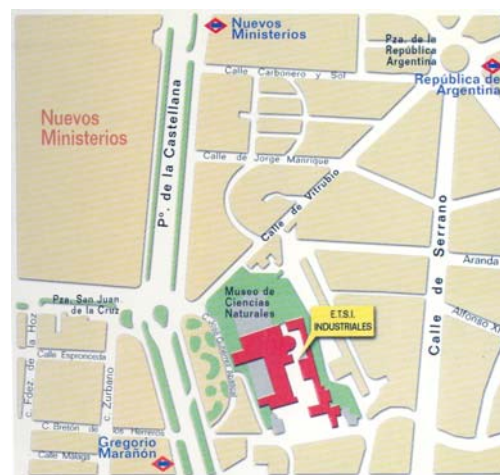 Nuevos
Ministerios
Pza. de la
República
Argentina
República de
Argentina
Calle Carbonero y Sol
Nuevos
Ministerios
Pº. de la Castellana
Calle de Jorge Manrique
Calle de Vitrubio
Calle de Serrano
Aranda
Museo de
Ciencias
Naturales
Pza. San Juan
de la Cruz
E.T.S.I.
INDUSTRIALES
c. Fdez. de la Hoz
Calle Espronceda
c. Zurbano
C. Bretón de los Herreros
Gregorio
Marañón
Calle Málaga